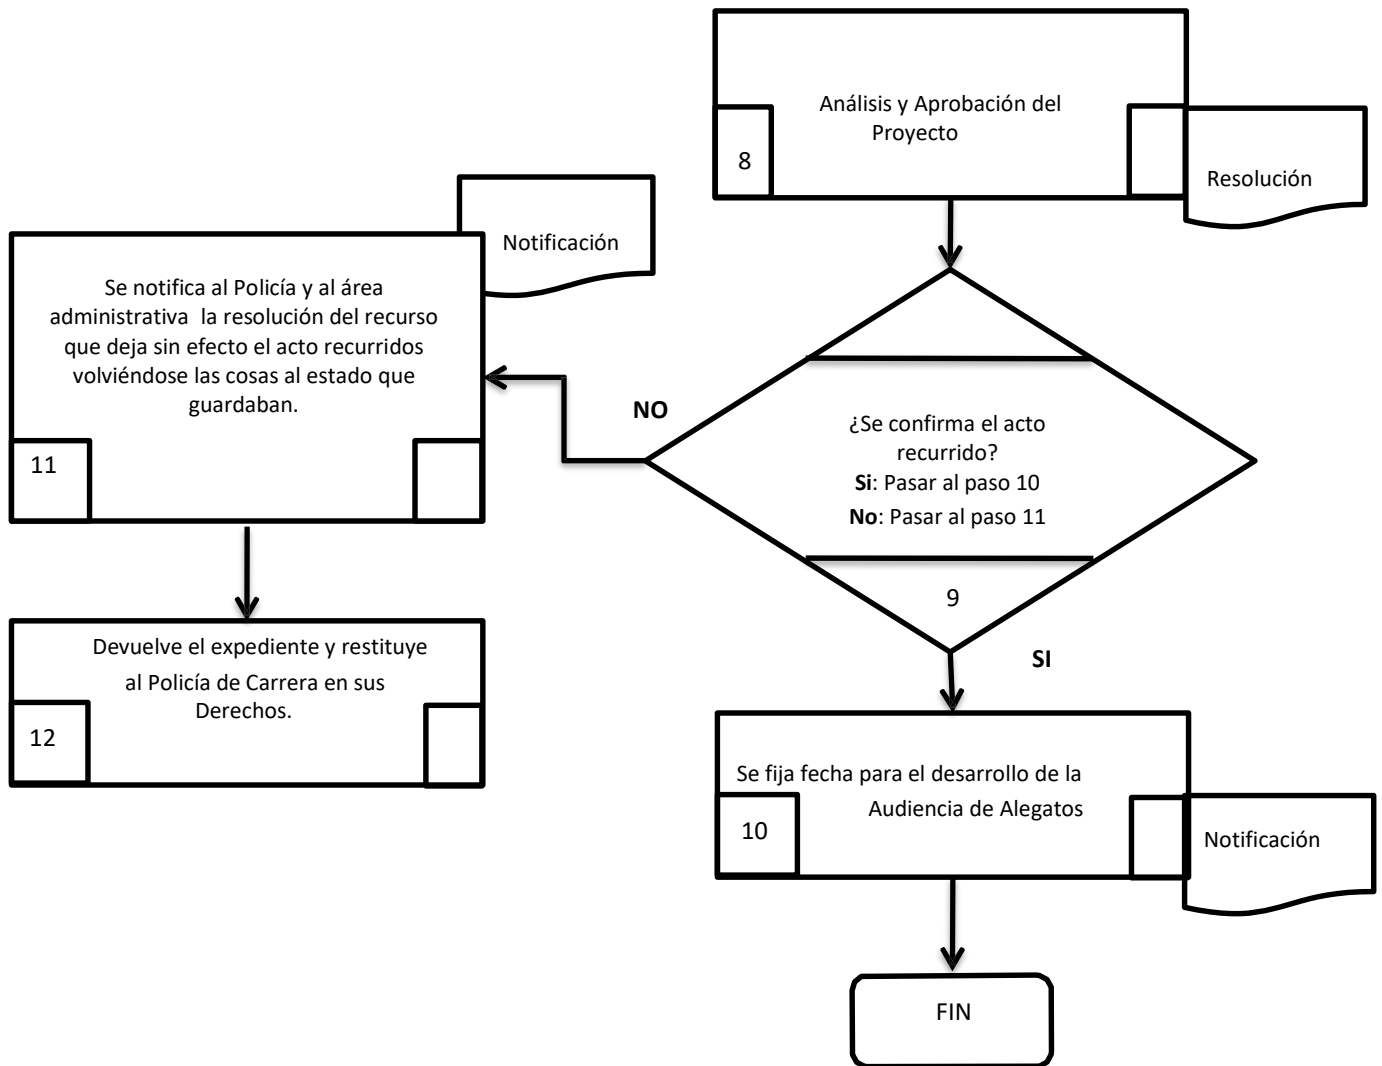 Análisis y Aprobación del
Proyecto
8
Resolución
Notificación
Se notifica al Policía y al área
administrativa la resolución del recurso
que deja sin efecto el acto recurridos
volviéndose las cosas al estado que
guardaban.
11
NO
¿Se confirma el acto
recurrido?
Si: Pasar al paso 10
No: Pasar al paso 11
9
SI
Devuelve el expediente y restituye
al Policía de Carrera en sus
Derechos.
12
Se fija fecha para el desarrollo de la
Audiencia de Alegatos
10
Notificación
FIN